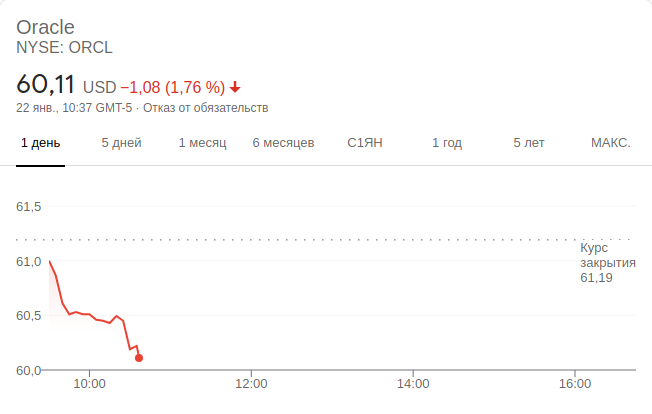 Oracle
NYSE: ORCL
60,11 USD −1,08 (1,76 %)
22 янв., 10:37 GMT-5 · Отказ от обязательств
1 день 5 дней 1 месяц 6 месяцев С1ЯН 1 год 5 лет МАКС.
61,5
Курс
закрытия
61,19
61,0
60,5
60,0
10:00 12:00 14:00 16:00